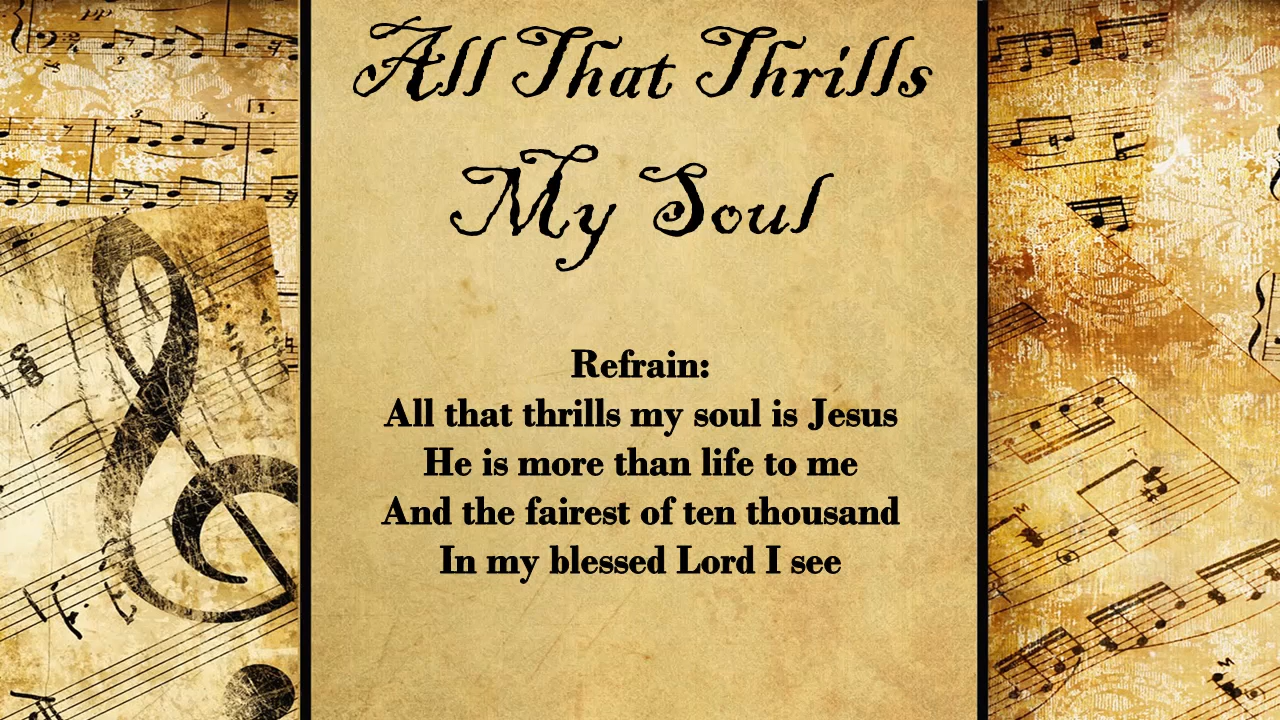 All That Thrills
My Soul
Refrain:
All that thrills my soul is Jesus
He is more than life to me
And the fairest of ten thousand
In my blessed Lord I see